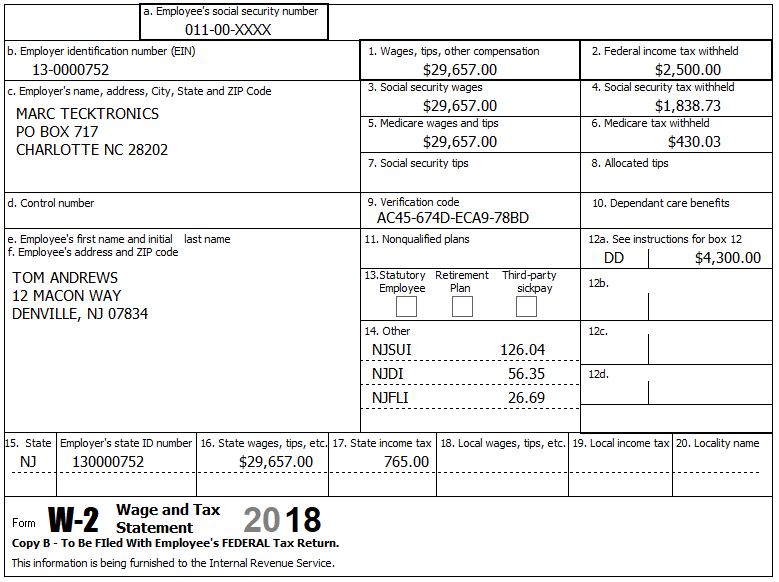 a. Employee's social security number
011-00-XXXX
b. Employer identification number (EIN)
13-0000752
1. Wages, tips, other compensation
$29,657.00
2. Federal income tax withheld
$2,500.00
c. Employer's name, address, City, State and ZIP Code
MARC TECKTRONICS
PO BOX 717
CHARLOTTE NC 28202
3. Social security wages
$29,657.00
4. Social security tax withheld
$1,838.73
5. Medicare wages and tips
$29,657.00
6. Medicare tax withheld
$430.03
7. Social security tips
8. Allocated tips
d. Control number
9. Verification code
AC45-674D-ECA9-78BD
10. Dependant care benefits
e. Employee's first name and initial last name
f. Employee's address and ZIP code
TOM ANDREWS
12 MACON WAY
DENVILLE, NJ 07834
11. Nonqualified plans
12a. See instructions for box 12
DD $4,300.00
13.Statutory Employee
Retirement Plan
Third-party sickpay
12b.
14. Other
NJSUI 126.04
NJDI 56.35
NJFLI 26.69
12c.
12d.
15. State Employer's state ID number 16. State wages, tips, etc. 17. State income tax 18. Local wages, tips, etc. 19. Local income tax 20. Locality name
NJ 130000752 $29,657.00 765.00
Form W-2 Wage and Tax Statement 2018
Copy B - To Be FIled With Employee's FEDERAL Tax Return.
This information is being furnished to the Internal Revenue Service.